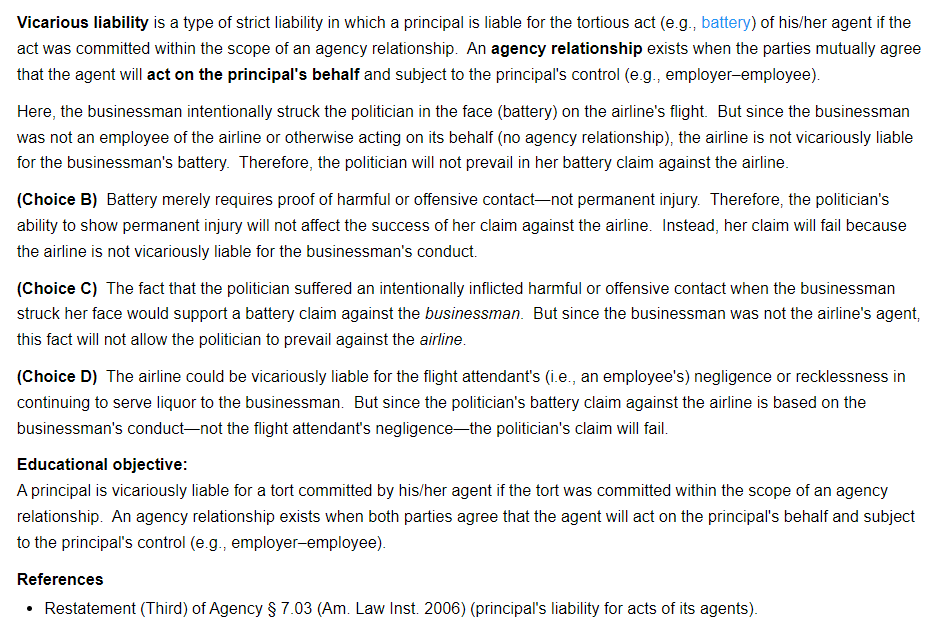 Vicarious liability is a type of strict liability in which a principal is liable for the tortious act (e.g., battery) of his/her agent if the
act was committed within the scope of an agency relationship. An agency relationship exists when the parties mutually agree
that the agent will act on the principal's behalf and subject to the principal's control (e.g., employer–employee).
Here, the businessman intentionally struck the politician in the face (battery) on the airline's flight. But since the businessman
was not an employee of the airline or otherwise acting on its behalf (no agency relationship), the airline is not vicariously liable
for the businessman's battery. Therefore, the politician will not prevail in her battery claim against the airline.
(Choice B) Battery merely requires proof of harmful or offensive contact—not permanent injury. Therefore, the politician's
ability to show permanent injury will not affect the success of her claim against the airline. Instead, her claim will fail because
the airline is not vicariously liable for the businessman's conduct.
(Choice C) The fact that the politician suffered an intentionally inflicted harmful or offensive contact when the businessman
struck her face would support a battery claim against the businessman. But since the businessman was not the airline's agent,
this fact will not allow the politician to prevail against the airline.
(Choice D) The airline could be vicariously liable for the flight attendant's (i.e., an employee's) negligence or recklessness in
continuing to serve liquor to the businessman. But since the politician's battery claim against the airline is based on the
businessman's conduct—not the flight attendant's negligence—the politician's claim will fail.
Educational objective:
A principal is vicariously liable for a tort committed by his/her agent if the tort was committed within the scope of an agency
relationship. An agency relationship exists when both parties agree that the agent will act on the principal's behalf and subject
to the principal's control (e.g., employer–employee).
References
• Restatement (Third) of Agency § 7.03 (Am. Law Inst. 2006) (principal's liability for acts of its agents).